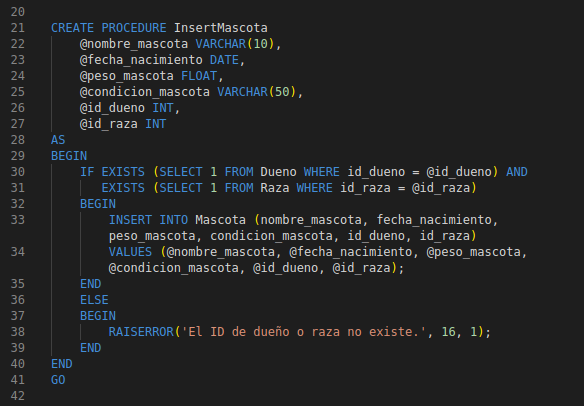 20
21 CREATE PROCEDURE InsertMascota
22     @nombre_mascota VARCHAR(10),
23     @fecha_nacimiento DATE,
24     @peso_mascota FLOAT,
25     @condicion_mascota VARCHAR(50),
26     @id_dueno INT,
27     @id_raza INT
28 AS
29 BEGIN
30     IF EXISTS (SELECT 1 FROM Dueno WHERE id_dueno = @id_dueno) AND
31        EXISTS (SELECT 1 FROM Raza WHERE id_raza = @id_raza)
32     BEGIN
33         INSERT INTO Mascota (nombre_mascota, fecha_nacimiento,
        peso_mascota, condicion_mascota, id_dueno, id_raza)
34         VALUES (@nombre_mascota, @fecha_nacimiento, @peso_mascota,
        @condicion_mascota, @id_dueno, @id_raza);
35     END
36     ELSE
37     BEGIN
38         RAISERROR('El ID de dueño o raza no existe.', 16, 1);
39     END
40 END
41 GO
42